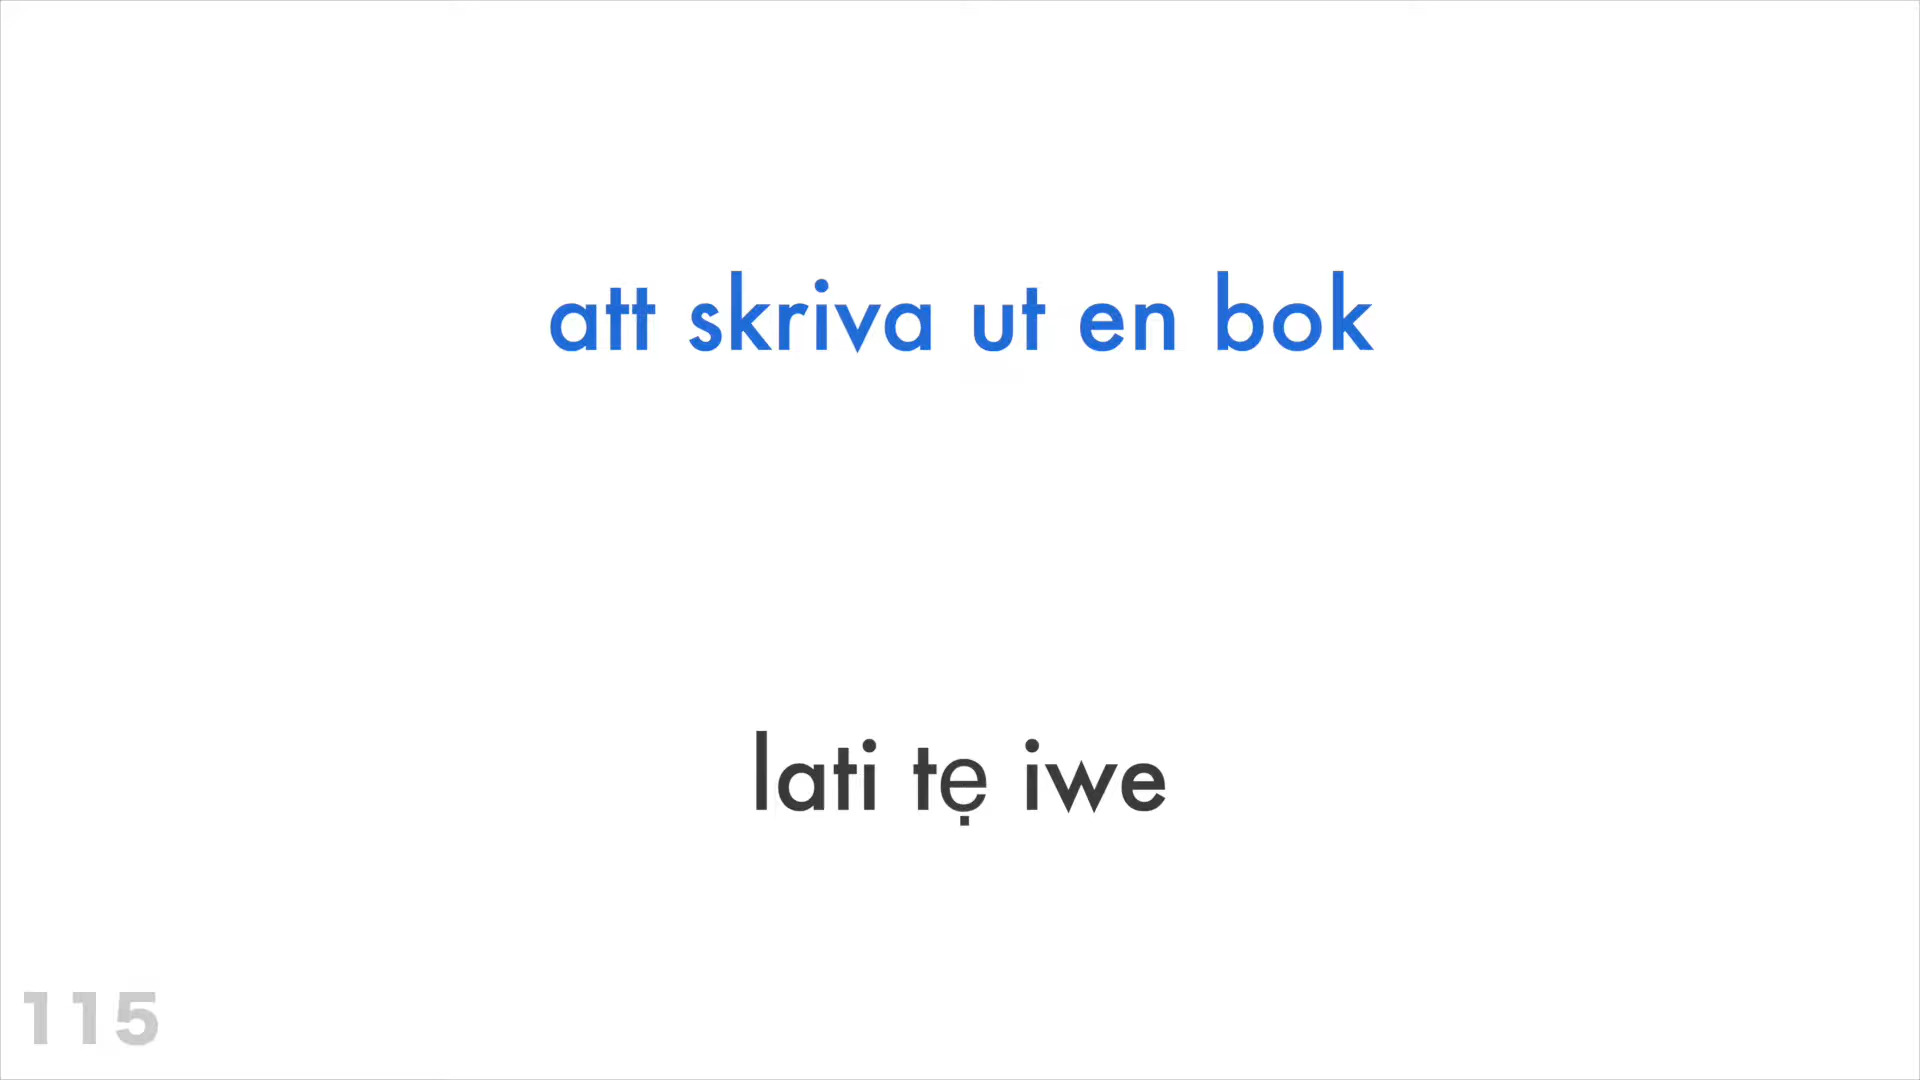 att skriva ut en bok
lati tẹ iwe
115